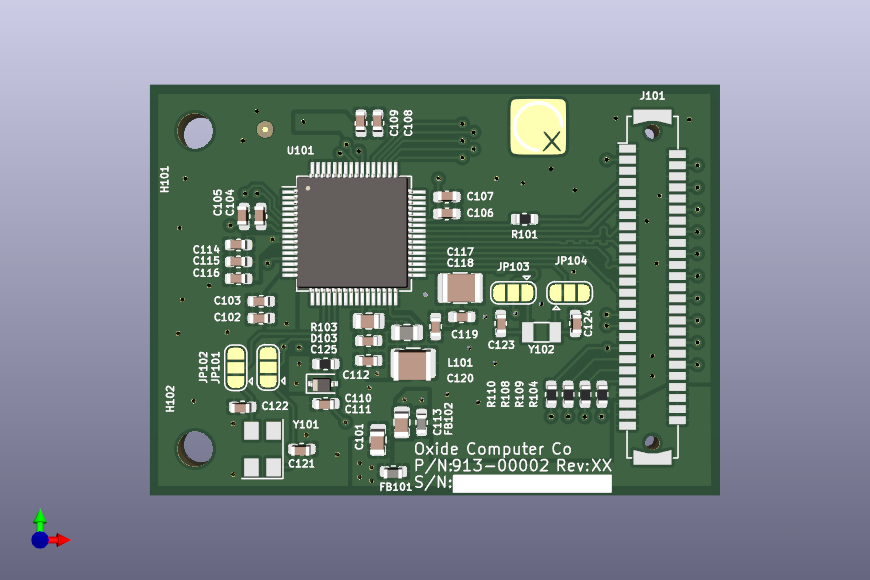 J101
C109
C108
U101
H101
C105
C104
C107
C106
R101
C114
C115
C116
C117
C118
JP103
JP104
C103
C102
R103
D103
C125
C119
C123
Y102
C124
JP102
JP101
C112
L101
C120
H102
C110
C111
R110
R108
R109
R104
C122
Y101
C101
C113
FB102
C121
Oxide Computer Co
P/N:913-00002 Rev:XX
S/N:
FB101
X